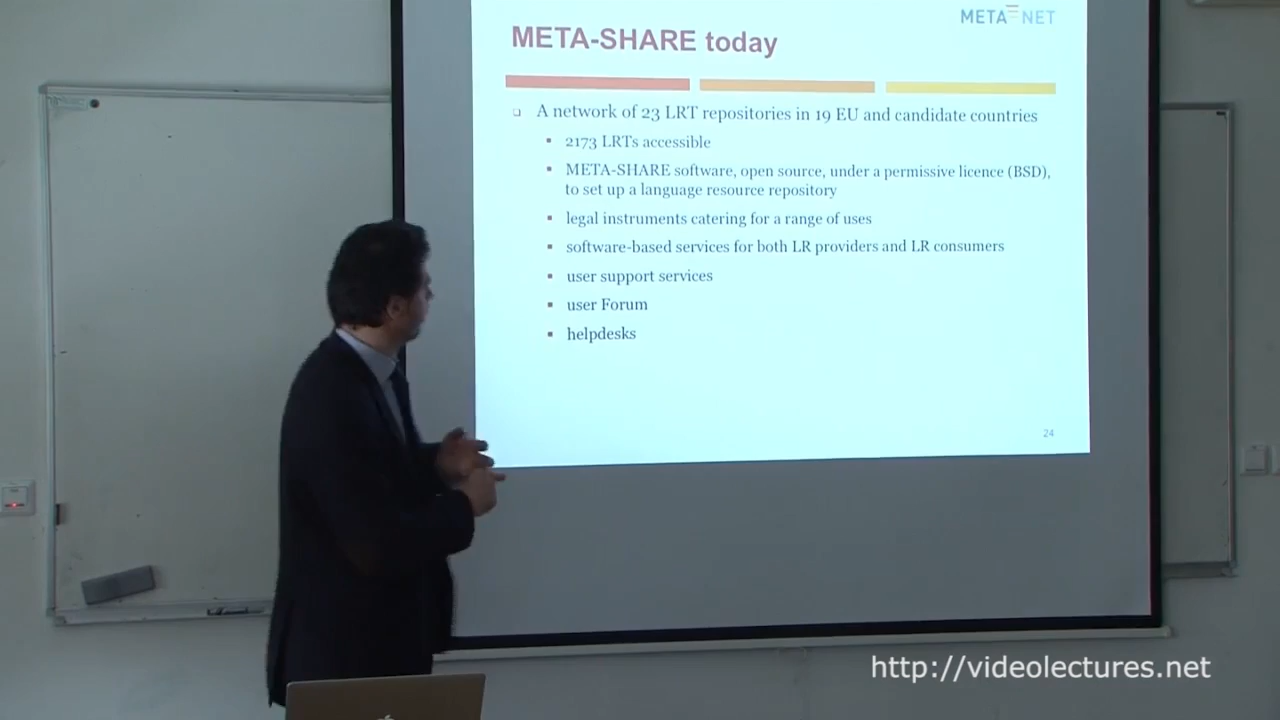 META NET
META-SHARE today
A network of 23 LRT repositories in 19 EU and candidate countries
2173 LRTs accessible
META-SHARE software, open source, under a permissive licence (BSD),
to set up a language resource repository
legal instruments catering for a range of uses
software-based services for both LR providers and LR consumers
user support services
user Forum
helpdesks
24
http://videolectures.net